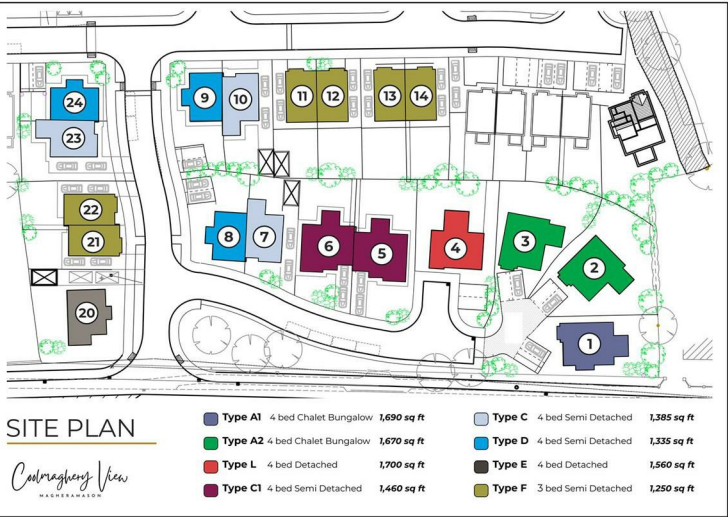 24
9
10
11
12
13
14
23
22
21
8
7
6
5
4
3
2
20
1
SITE PLAN
Coolmaghery View
MAGHERAMASON
Type A1 4 bed Chalet Bungalow 1,690 sq ft
Type A2 4 bed Chalet Bungalow 1,670 sq ft
Type L 4 bed Detached 1,700 sq ft
Type C1 4 bed Semi Detached 1,460 sq ft
Type C 4 bed Semi Detached 1,385 sq ft
Type D 4 bed Semi Detached 1,335 sq ft
Type E 4 bed Detached 1,560 sq ft
Type F 3 bed Semi Detached 1,250 sq ft